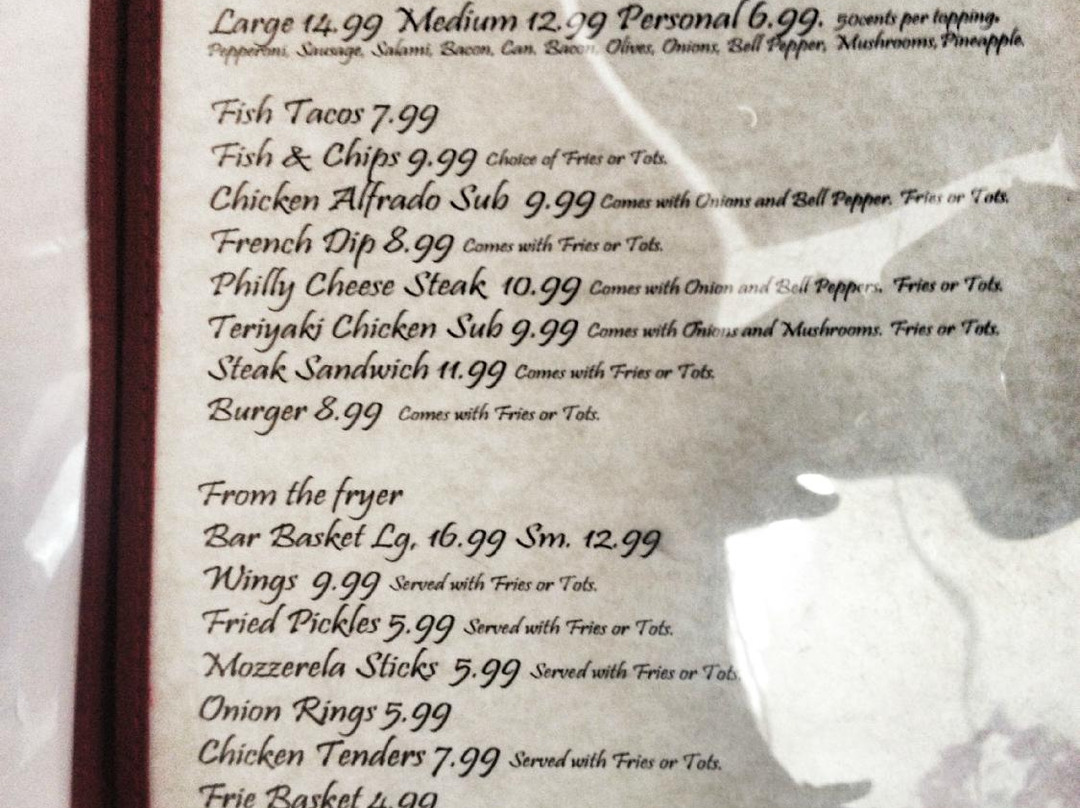 Large 14.99 Medium 12.99 Personal 6.99. 50cents per topping.
Pepperoni, Sausage, Salami, Bacon, Can. Bacon, Olives, Onions, Bell Pepper, Mushrooms, Pineapple.
Fish Tacos 7.99
Fish & Chips 9.99 Choice of Fries or Tots.
Chicken Alfrado Sub 9.99 Comes with Onions and Bell Pepper. Fries or Tots.
French Dip 8.99 Comes with Fries or Tots.
Philly Cheese Steak 10.99 Comes with Onion and Bell Peppers. Fries or Tots.
Teriyaki Chicken Sub 9.99 Comes with Onions and Mushrooms. Fries or Tots.
Steak Sandwich 11.99 Comes with Fries or Tots.
Burger 8.99 Comes with Fries or Tots.
From the fryer
Bar Basket Lg, 16.99 Sm. 12.99
Wings 9.99 Served with Fries or Tots.
Fried Pickles 5.99 Served with Fries or Tots.
Mozzerela Sticks 5.99 Served with Fries or Tots.
Onion Rings 5.99
Chicken Tenders 7.99 Served with Fries or Tots.
Frie Basket 4.99